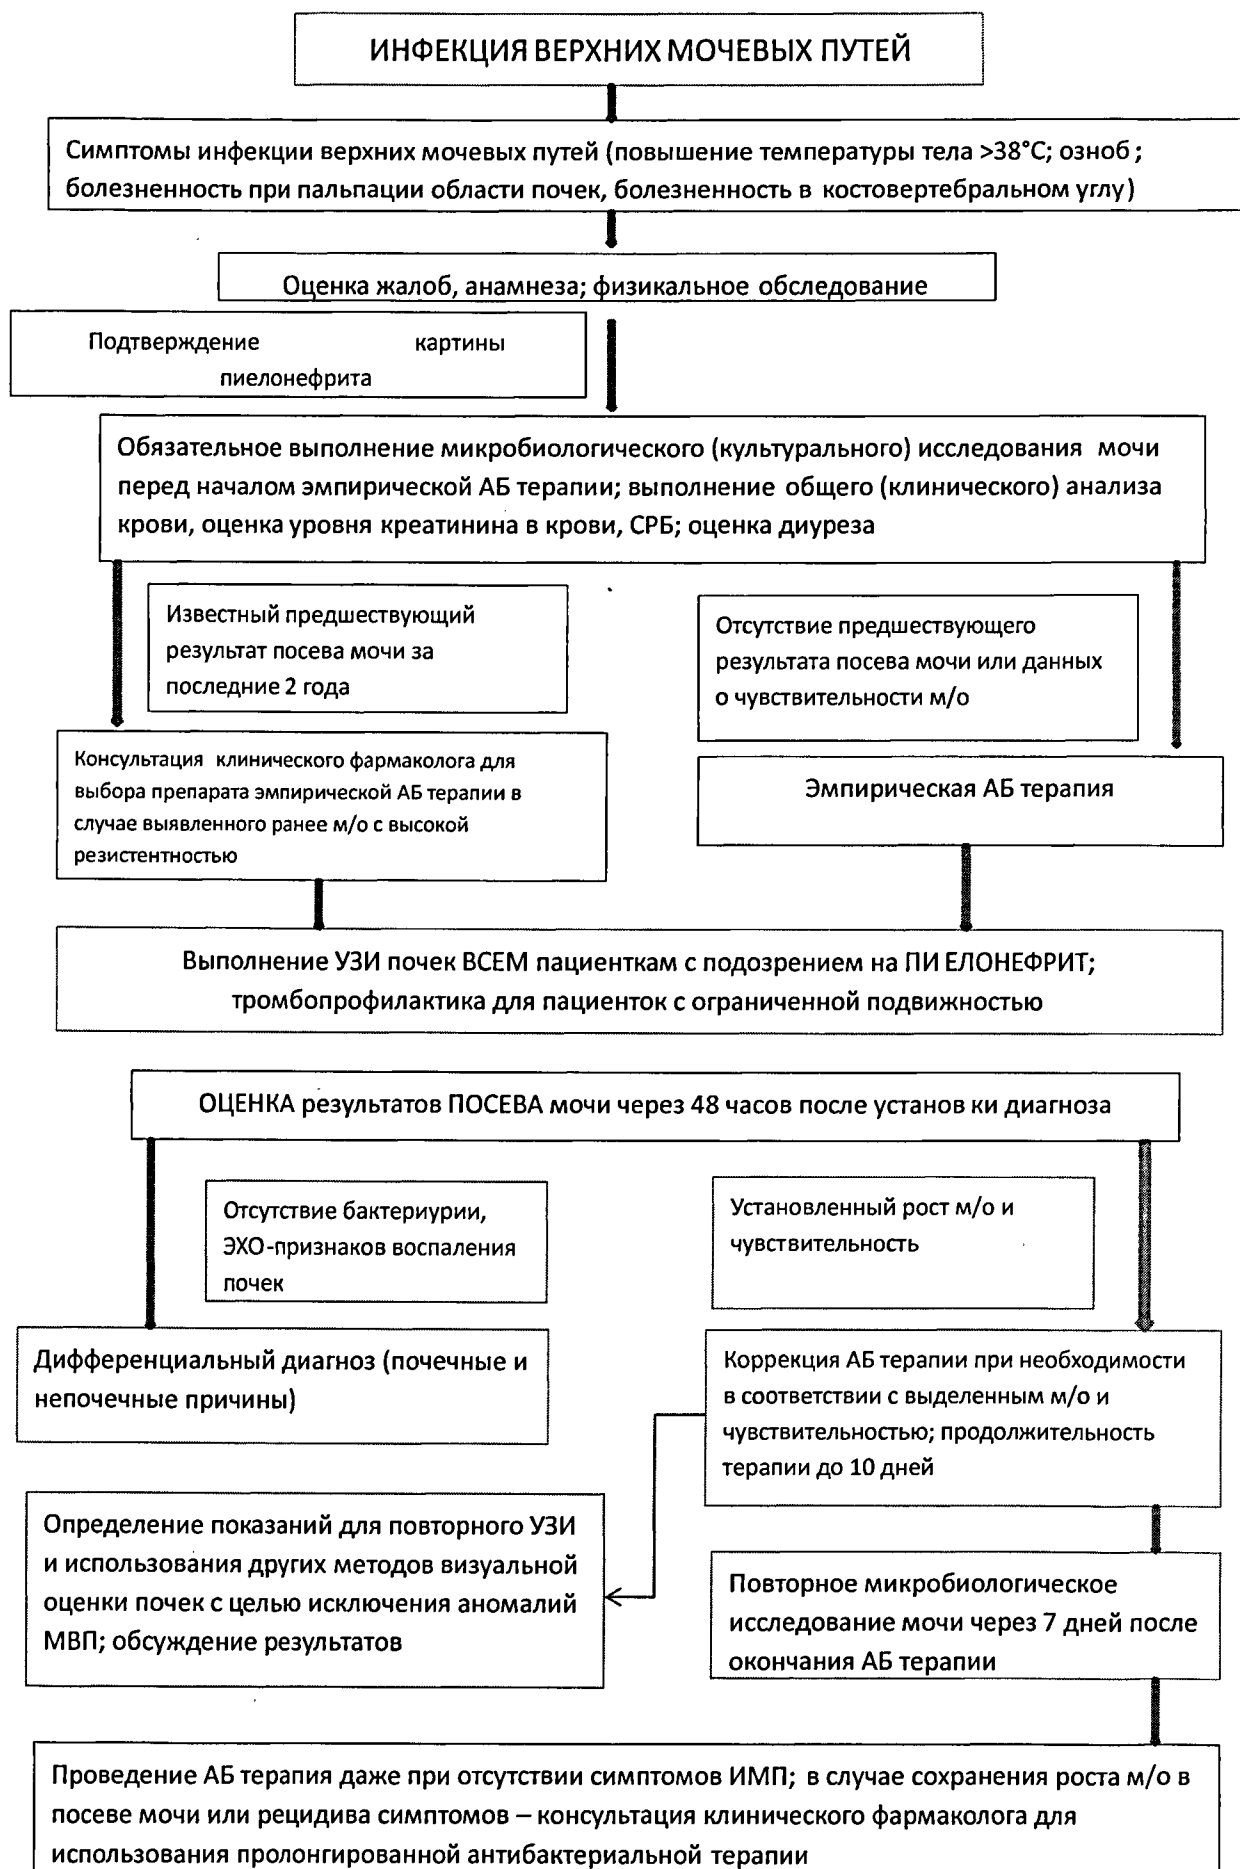 ИНФЕКЦИЯ ВЕРХНИХ МОЧЕВЫХ ПУТЕЙ
Симптомы инфекции верхних мочевых путей (повышение температуры тела >38°С; озноб ;
болезненность при пальпации области почек, болезненность в костовертебральном углу)
Оценка жалоб, анамнеза; физикальное обследование
Подтверждение картины
пиелонефрита
Обязательное выполнение микробиологического (культурального) исследования мочи
перед началом эмпирической АБ терапии; выполнение общего (клинического) анализа
крови, оценка уровня креатинина в крови, СРБ; оценка диуреза
Известный предшествующий
результат посева мочи за
последние 2 года
Отсутствие предшествующего
результата посева мочи или данных
о чувствительности м/о
Консультация клинического фармаколога для
выбора препарата эмпирической АБ терапии в
случае выявленного ранее м/о с высокой
резистентностью
Эмпирическая АБ терапия
Выполнение УЗИ почек ВСЕМ пациенткам с подозрением на ПИ ЕЛОНЕФРИТ;
тромбопрофилактика для пациенток с ограниченной подвижностью
ОЦЕНКА результатов ПОСЕВА мочи через 48 часов после установ ки диагноза
Отсутствие бактериурии,
ЭХО-признаков воспаления
почек
Установленный рост м/о и
чувствительность
Дифференциальный диагноз (почечные и
непочечные причины)
Коррекция АБ терапии при необходимости
в соответствии с выделенным м/о и
чувствительностью; продолжительность
терапии до 10 дней
Определение показаний для повторного УЗИ
и использования других методов визуальной
оценки почек с целью исключения аномалий
МВП; обсуждение результатов
Повторное микробиологическое
исследование мочи через 7 дней после
окончания АБ терапии
Проведение АБ терапия даже при отсутствии симптомов ИМП; в случае сохранения роста м/о в
посеве мочи или рецидива симптомов – консультация клинического фармаколога для
использования пролонгированной антибактериальной терапии